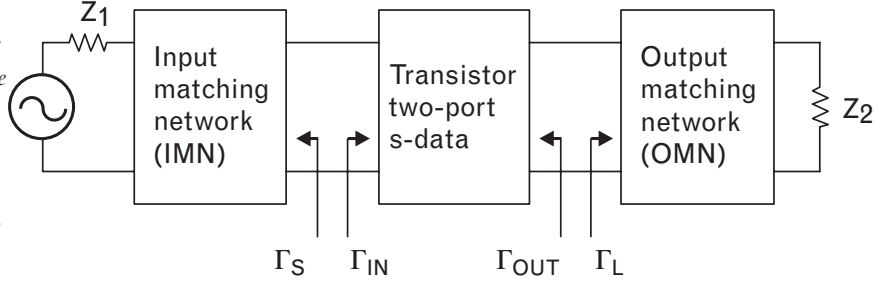 Z1
e
Input
matching
network
(IMN)
Transistor
two-port
s-data
Output
matching
network
(OMN)
Z2
ΓS
ΓIN
ΓOUT
ΓL